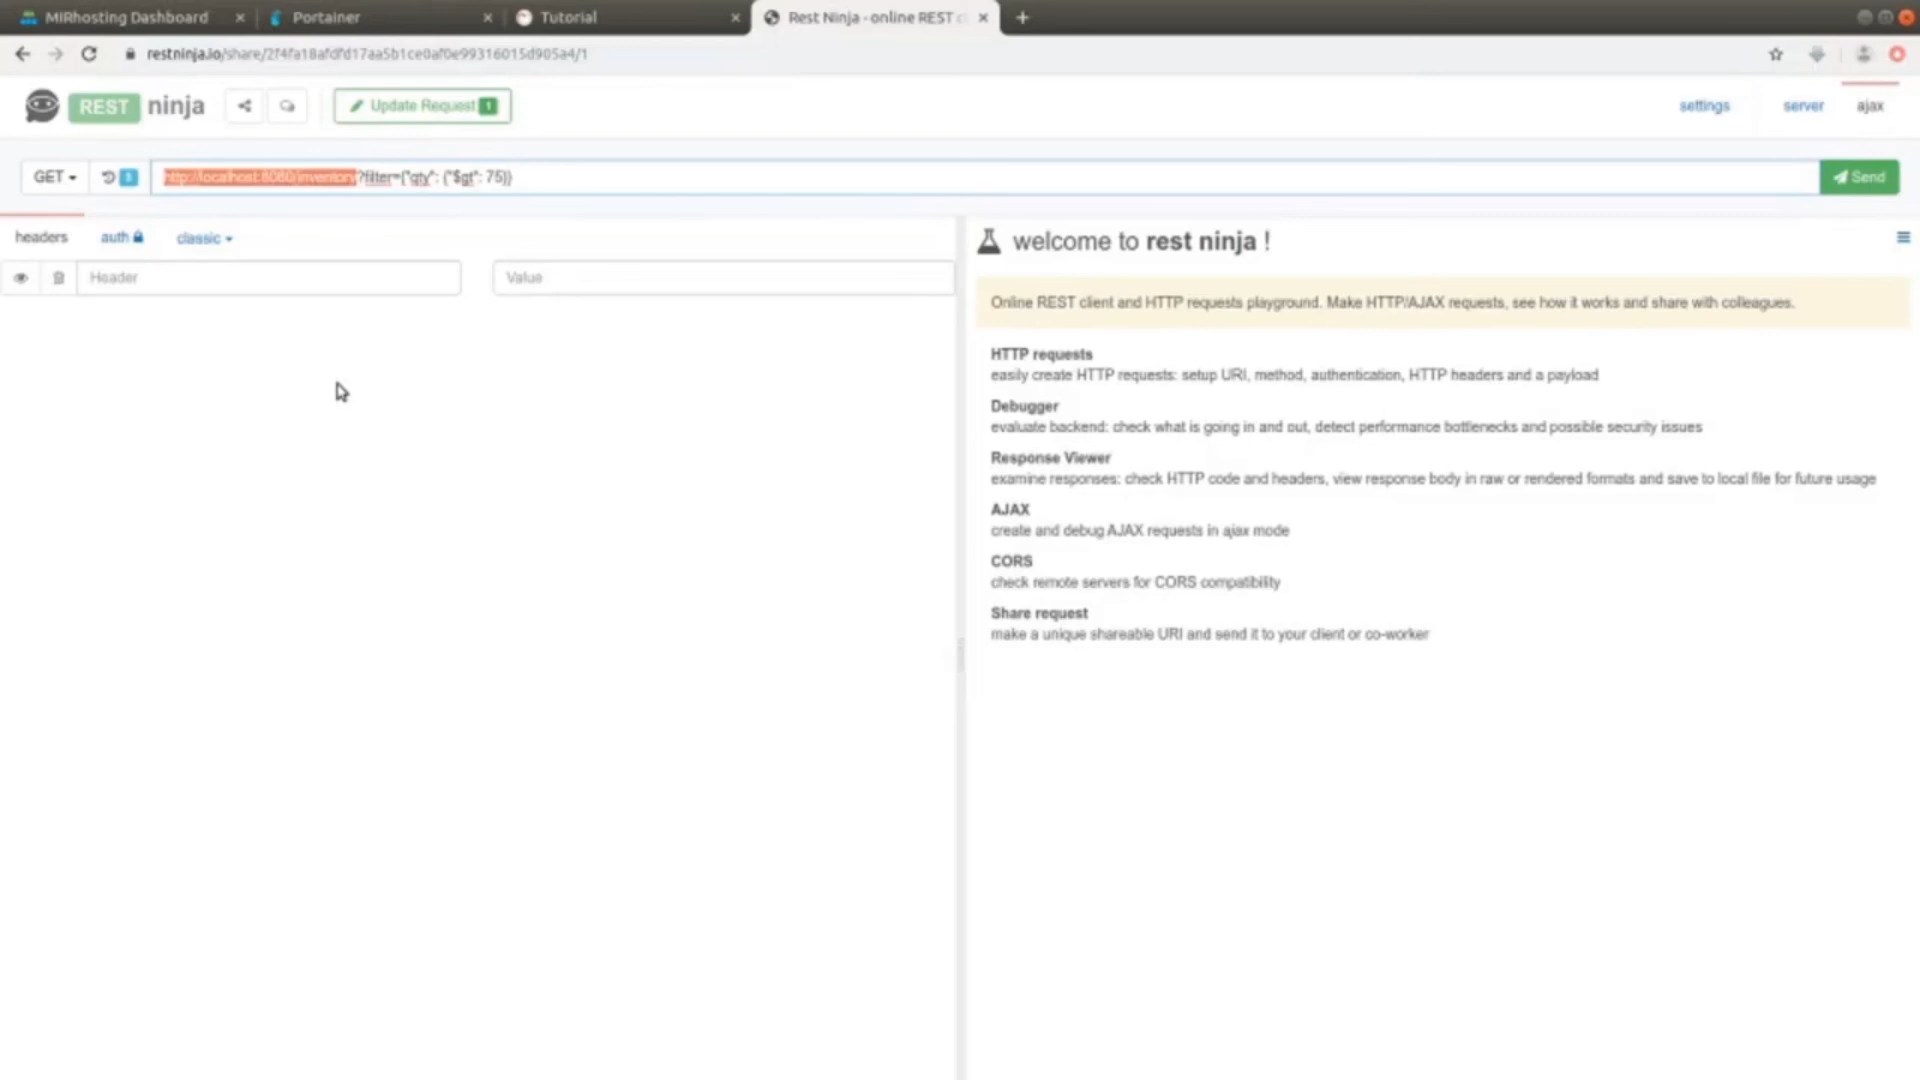 MIRhosting Dashboard
Portainer
Tutorial
Rest Ninja - online REST c
restninja.io/share/2f4fa18afdfd17aa5b1ce0af0e99316015d905a4/1
REST ninja
Update Request 1
settings
server
ajax
GET
http://localhost:8080/inventory?filter={"qty": {"$gt": 75}}
Send
headers
auth
classic
Header
Value
welcome to rest ninja !
Online REST client and HTTP requests playground. Make HTTP/AJAX requests, see how it works and share with colleagues.
HTTP requests
easily create HTTP requests: setup URI, method, authentication, HTTP headers and a payload
Debugger
evaluate backend: check what is going in and out, detect performance bottlenecks and possible security issues
Response Viewer
examine responses: check HTTP code and headers, view response body in raw or rendered formats and save to local file for future usage
AJAX
create and debug AJAX requests in ajax mode
CORS
check remote servers for CORS compatibility
Share request
make a unique shareable URI and send it to your client or co-worker